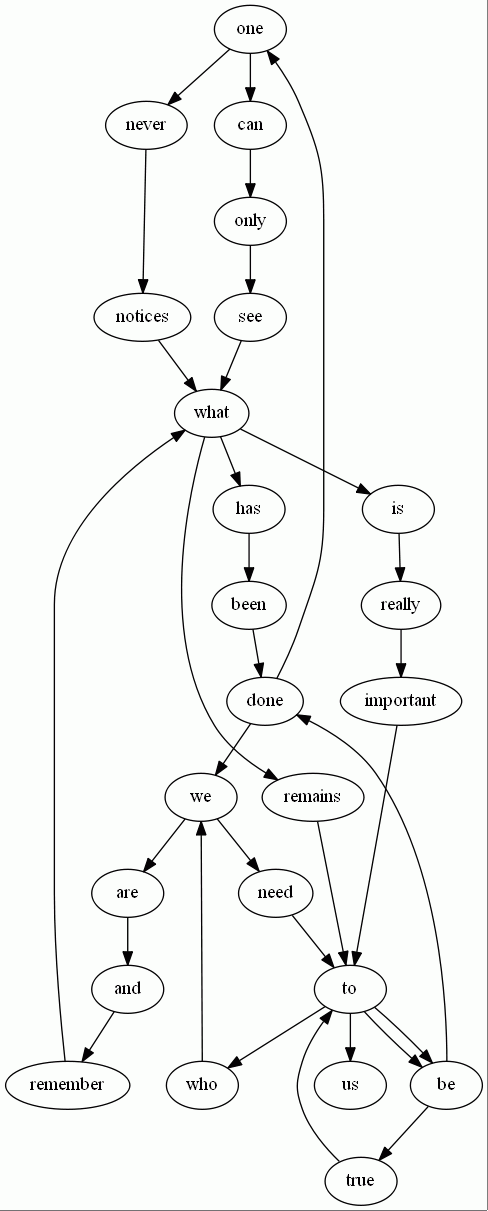 one
never
can
only
notices
see
what
has
is
been
really
done
important
we
remains
are
need
and
to
remember
who
us
be
true